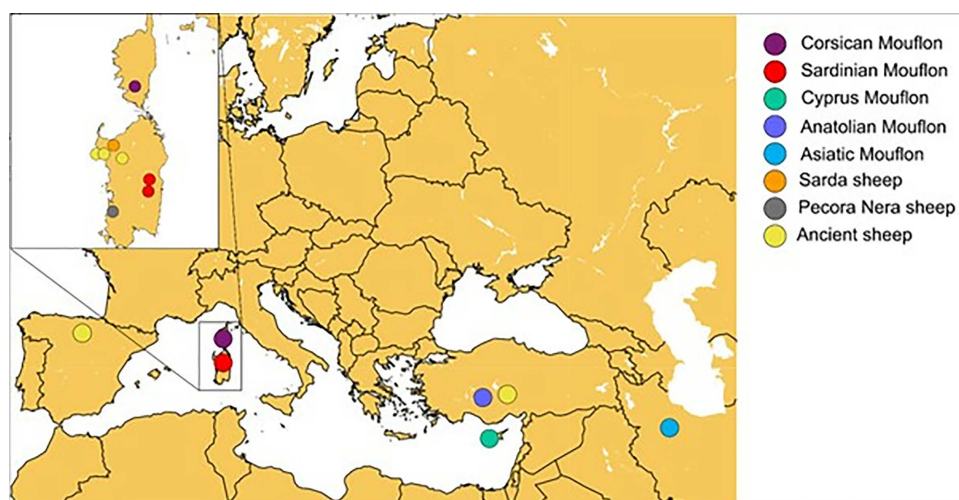 Corsican Mouflon
Sardinian Mouflon
Cyprus Mouflon
Anatolian Mouflon
Asiatic Mouflon
Sarda sheep
Pecora Nera sheep
Ancient sheep